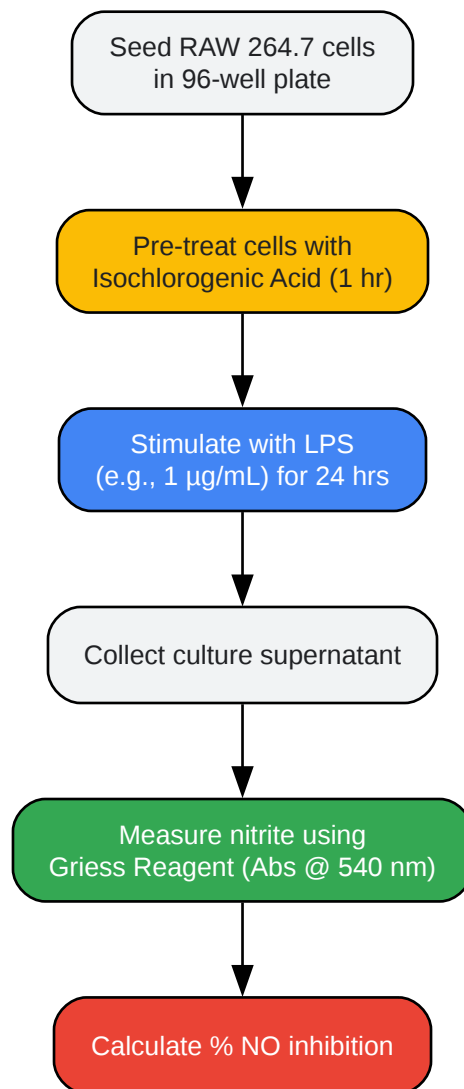 Seed RAW 264.7 cells
in 96-well plate
Pre-treat cells with
Isochlorogenic Acid (1 hr)
Stimulate with LPS
(e.g., 1 µg/mL) for 24 hrs
Collect culture supernatant
Measure nitrite using
Griess Reagent (Abs @ 540 nm)
Calculate % NO inhibition